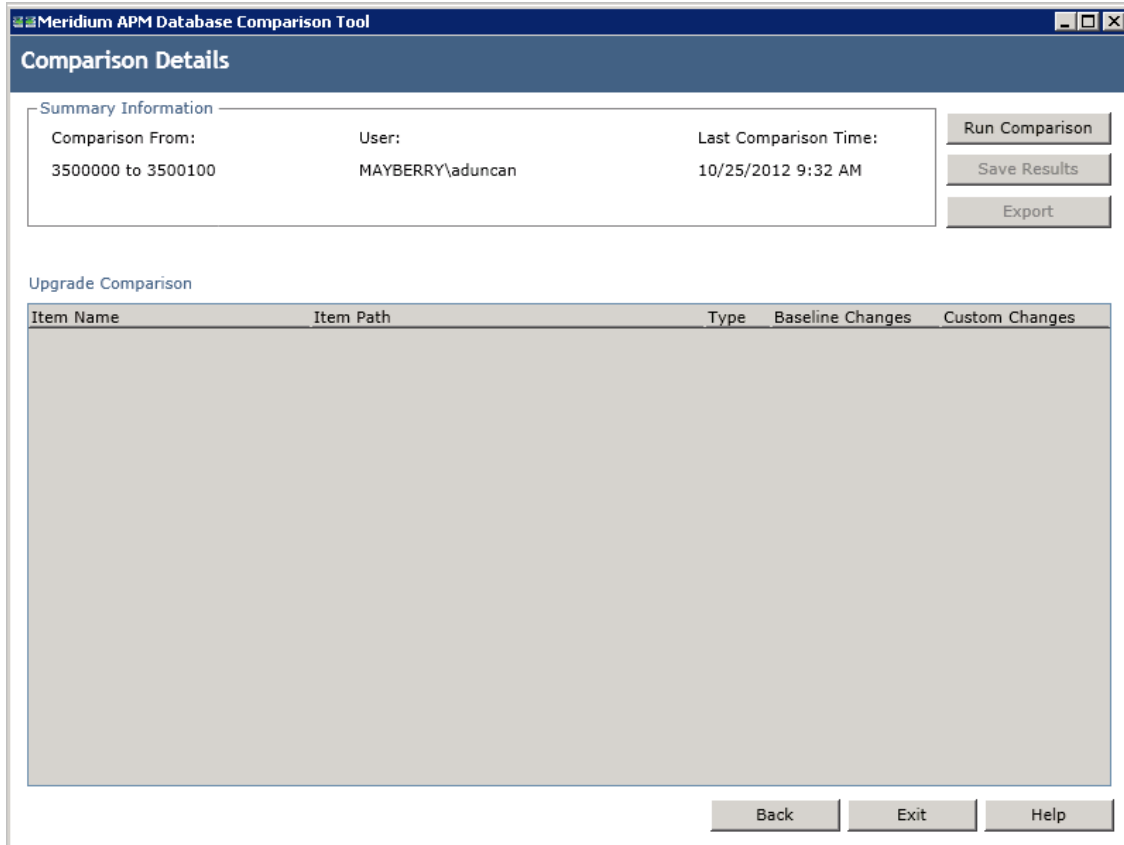 Meridium APM Database Comparison Tool
Comparison Details
Summary Information
Comparison From: User: Last Comparison Time:
3500000 to 3500100 MAYBERRY\aduncan 10/25/2012 9:32 AM
Run Comparison
Save Results
Export
Upgrade Comparison
Item Name Item Path Type Baseline Changes Custom Changes
Back Exit Help